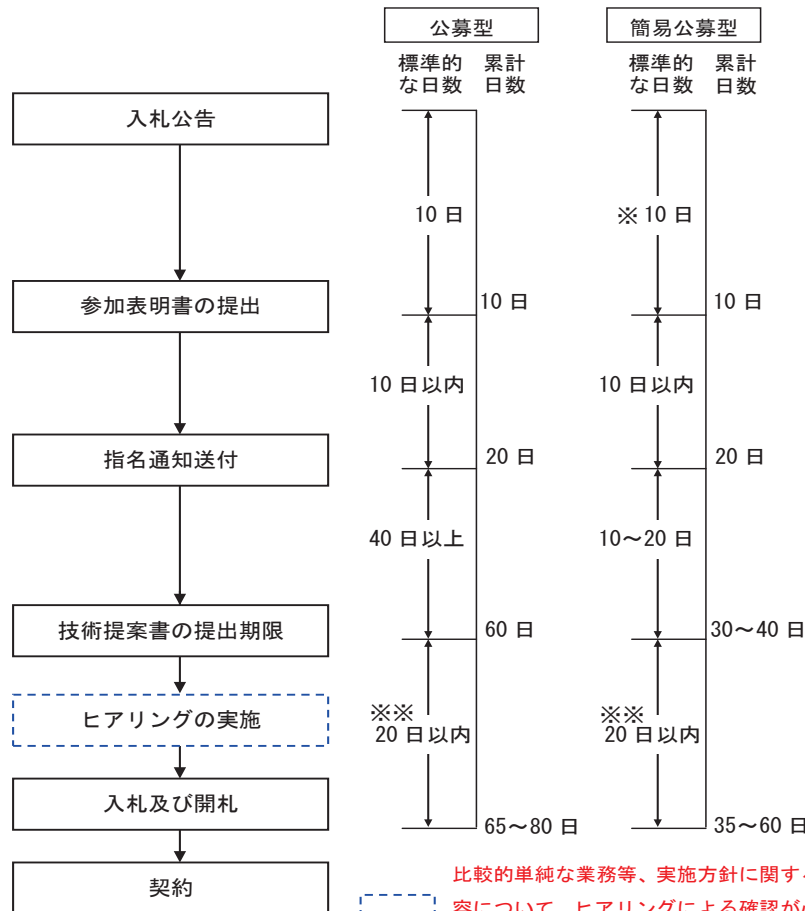 公募型
簡易公募型
標準的 累計
な日数 日数
標準的 累計
な日数 日数
入札公告
10 日
※ 10 日
参加表明書の提出
10 日
10 日
10 日以内
10 日以内
指名通知送付
20 日
20 日
40 日以上
10～20 日
技術提案書の提出期限
60 日
30～40 日
ヒアリングの実施
※※
20 日以内
※※
20 日以内
入札及び開札
65～80 日
35～60 日
契約
比較的単純な業務等、実施方針に関す
容について、ヒアリングによる確認が